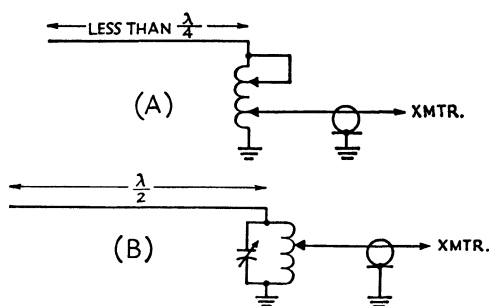 LESS THAN λ/4
(A)
XMTR.
λ/2
(B)
XMTR.